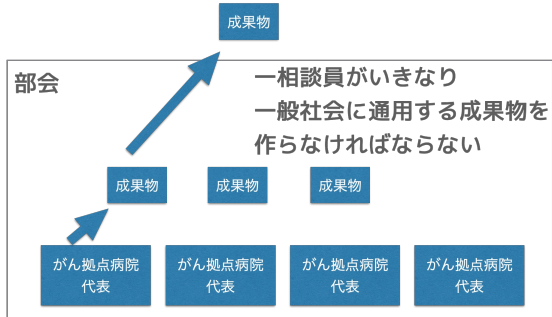 成果物
部会
一相談員がいきなり
一般社会に通用する成果物を
作らなければならない
成果物
成果物
成果物
がん拠点病院
代表
がん拠点病院
代表
がん拠点病院
代表
がん拠点病院
代表